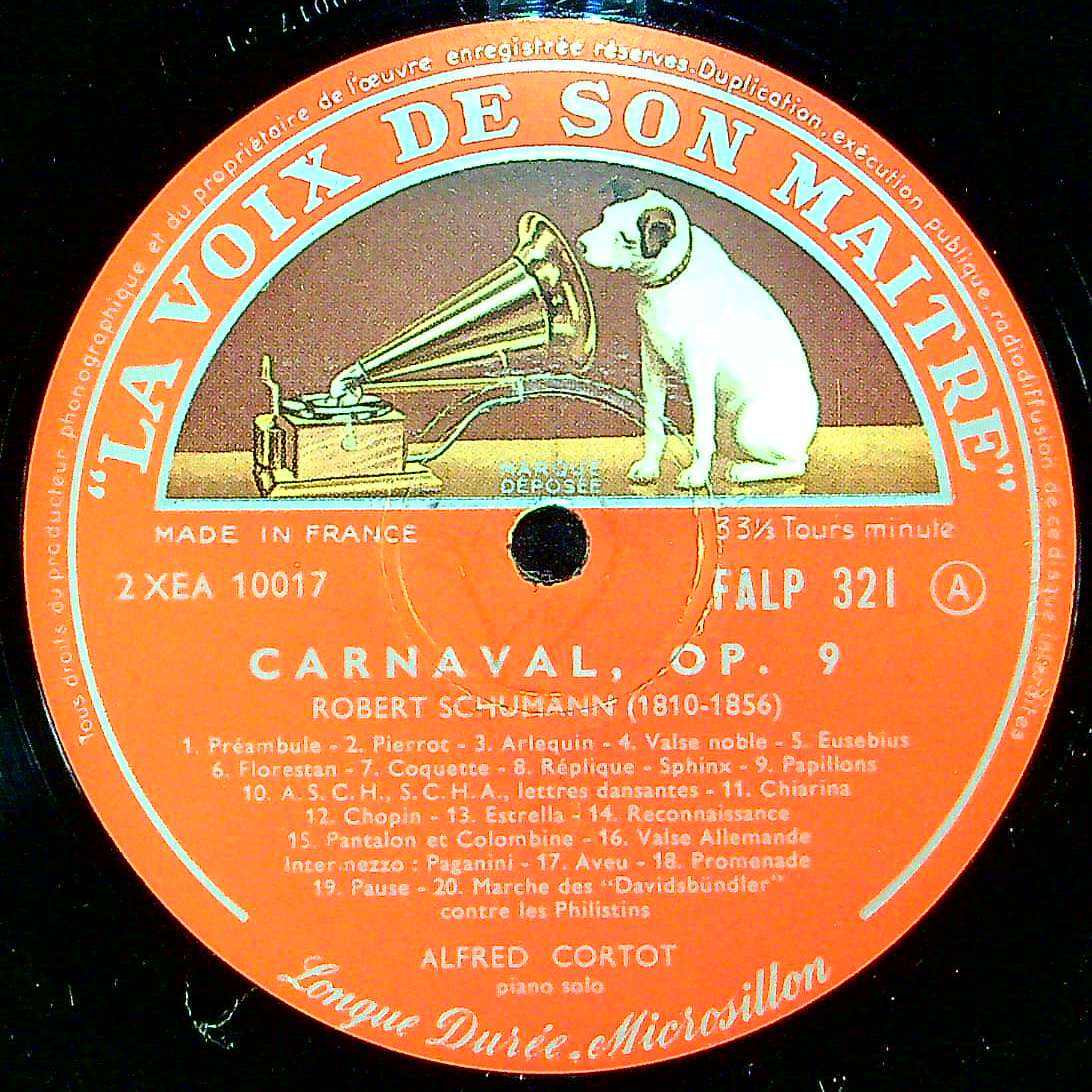 Tous droits du producteur phonographique et du propriétaire de l'œuvre enregistrée réservés. Duplication, exécution publique, radiodiffusion de ce disque interdites
"LA VOIX DE SON MAITRE"
MARQUE
DÉPOSÉE
MADE IN FRANCE
33⅓ Tours minute
2 XEA 10017
FALP 321 A
CARNAVAL, OP. 9
ROBERT SCHUMANN (1810-1856)
1. Préambule - 2. Pierrot - 3. Arlequin - 4. Valse noble - 5. Eusebius
6. Florestan - 7. Coquette - 8. Réplique - Sphinx - 9. Papillons
10. A.S.C.H., S.C.H.A., lettres dansantes - 11. Chiarina
12. Chopin - 13. Estrella - 14. Reconnaissance
15. Pantalon et Colombine - 16. Valse Allemande
Intermezzo : Paganini - 17. Aveu - 18. Promenade
19. Pause - 20. Marche des "Davidsbündler"
contre les Philistins
ALFRED CORTOT
piano solo
Longue Durée. Microsillon